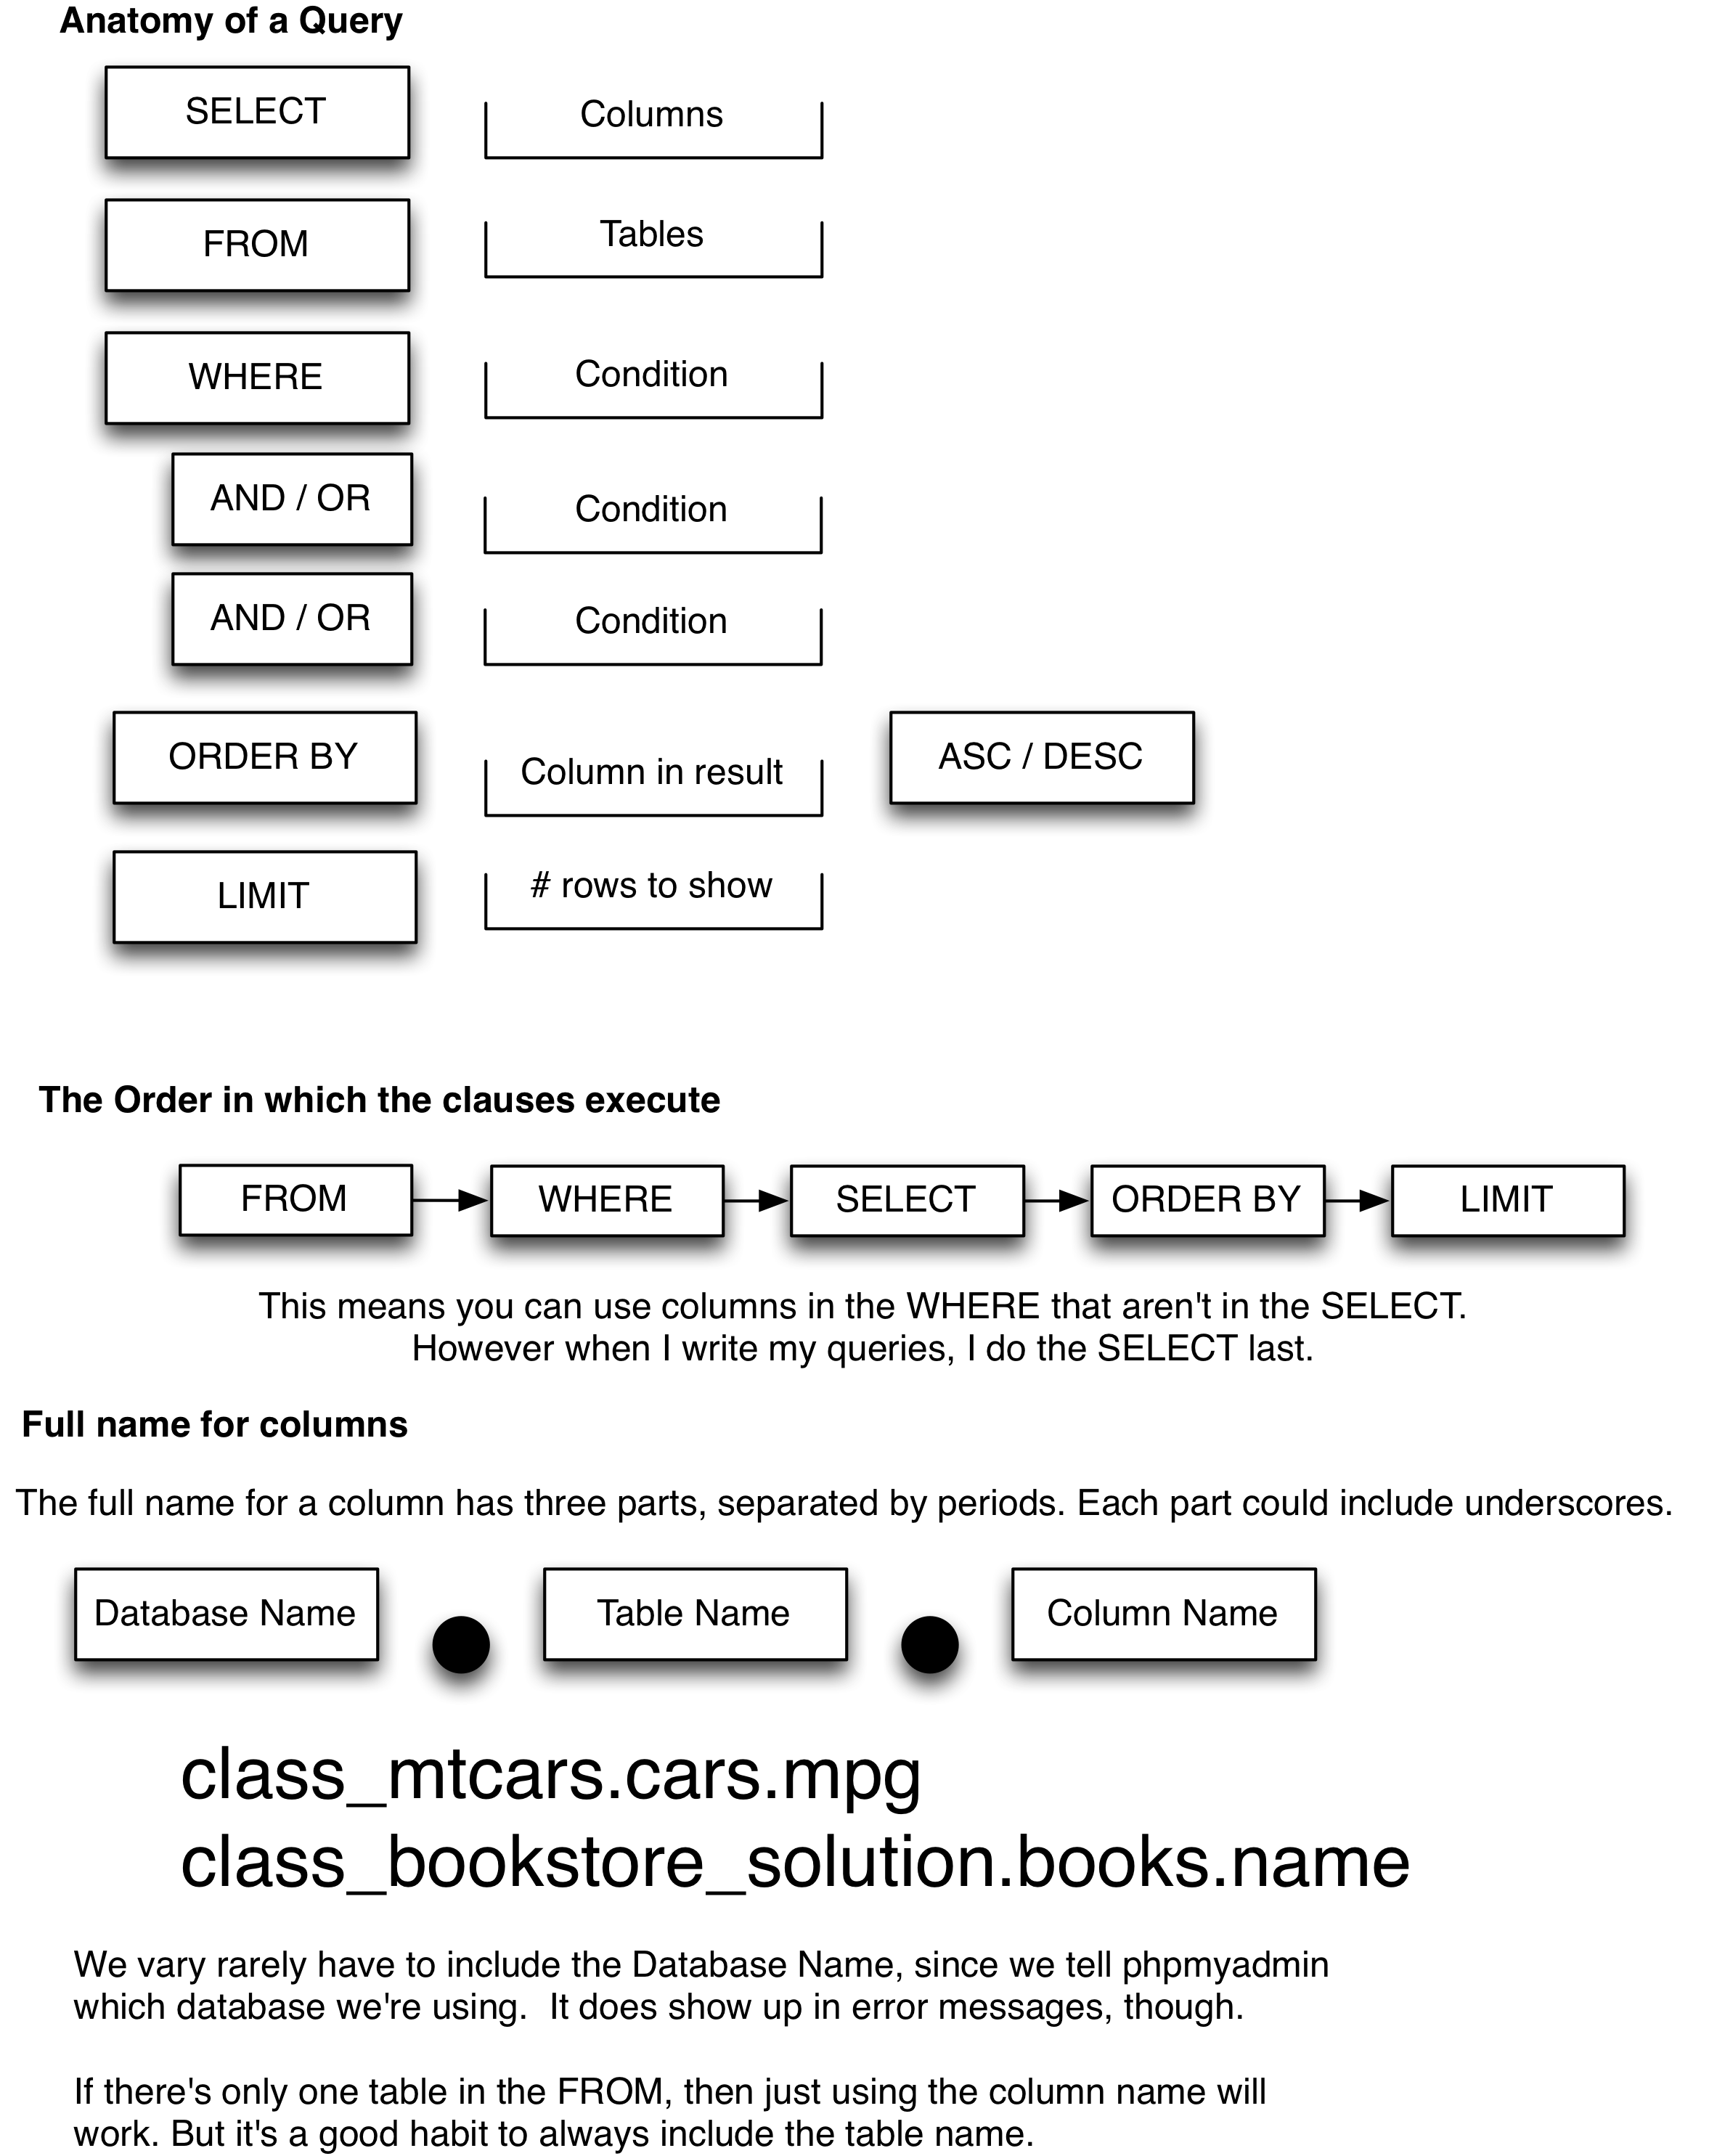 Anatomy of a Query
SELECT Columns
FROM Tables
WHERE Condition
AND / OR Condition
AND / OR Condition
ORDER BY Column in result ASC / DESC
LIMIT # rows to show
The Order in which the clauses execute
FROM WHERE SELECT ORDER BY LIMIT
This means you can use columns in the WHERE that aren't in the SELECT.
However when I write my queries, I do the SELECT last.
Full name for columns
The full name for a column has three parts, separated by periods. Each part could include underscores.
Database Name Table Name Column Name
class_mtcars.cars.mpg
class_bookstore_solution.books.name
We vary rarely have to include the Database Name, since we tell phpmyadmin
which database we're using.  It does show up in error messages, though.
If there's only one table in the FROM, then just using the column name will
work. But it's a good habit to always include the table name.